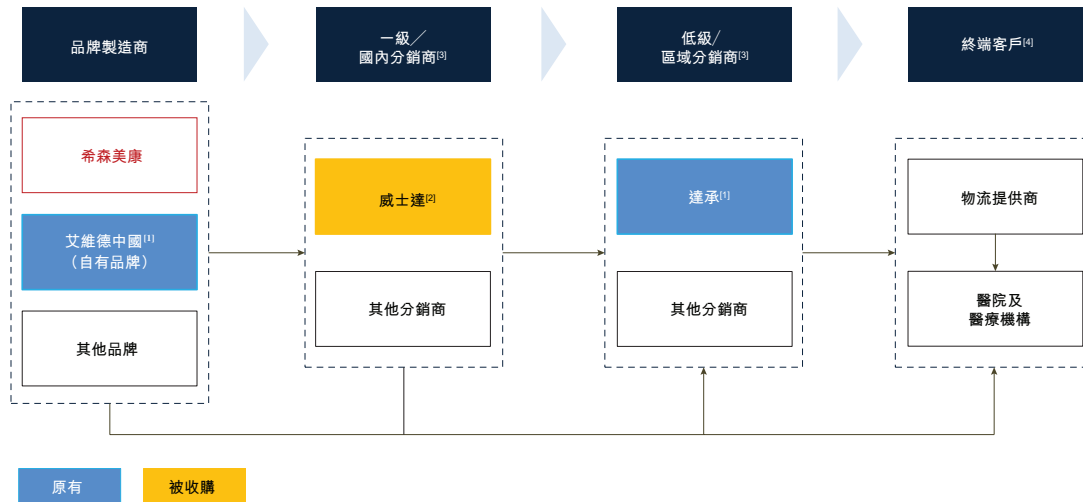 品牌製造商
一級／
國內分銷商[3]
低級/
區域分銷商[3]
終端客戶[4]
希森美康
艾維德中國[1]
（自有品牌）
其他品牌
威士達[2]
其他分銷商
達承[1]
其他分銷商
物流提供商
醫院及
醫療機構
原有
被收購